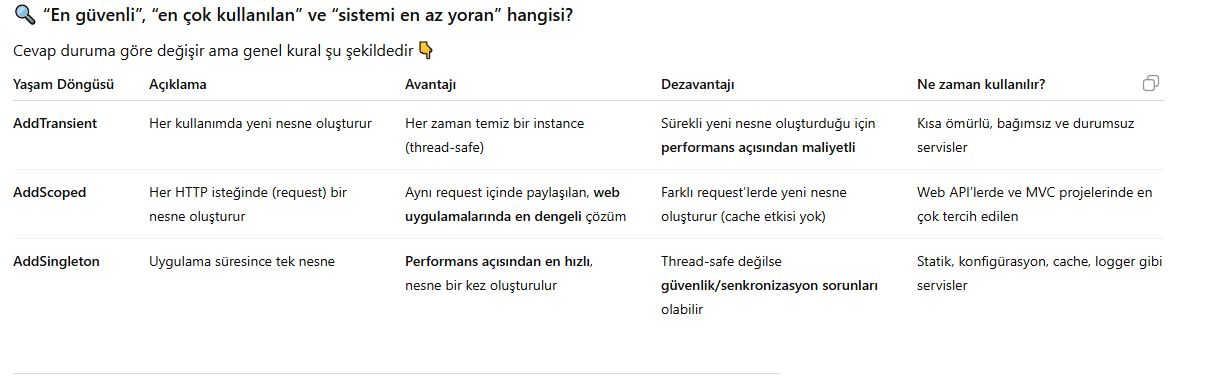 🔍 “En güvenli”, “en çok kullanılan” ve “sistemi en az yoran” hangisi?
Cevap duruma göre değişir ama genel kural şu şekildedir 👇
Yaşam Döngüsü Açıklama Avantajı Dezavantajı Ne zaman kullanılır?
AddTransient Her kullanımda yeni nesne oluşturur Her zaman temiz bir instance Sürekli yeni nesne oluşturduğu için Kısa ömürlü, bağımsız ve durumsuz
(thread-safe) performans açısından maliyetli servisler
AddScoped Her HTTP isteğinde (request) bir Aynı request içinde paylaşılan, web Farklı request’lerde yeni nesne Web API’lerde ve MVC projelerinde en
nesne oluşturur uygulamalarında en dengeli çözüm oluşturur (cache etkisi yok) çok tercih edilen
AddSingleton Uygulama süresince tek nesne Performans açısından en hızlı, Thread-safe değilse Statik, konfigürasyon, cache, logger gibi
nesne bir kez oluşturulur güvenlik/senkronizasyon sorunları servisler
olabilir